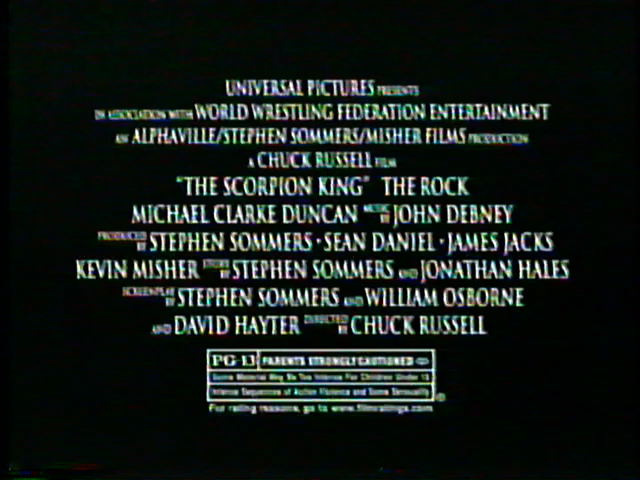 UNIVERSAL PICTURES PRESENTS
IN ASSOCIATION WITH WORLD WRESTLING FEDERATION ENTERTAINMENT
AN ALPHAVILLE/STEPHEN SOMMERS/MISHER FILMS PRODUCTION
A CHUCK RUSSELL FILM
"THE SCORPION KING" THE ROCK
MICHAEL CLARKE DUNCAN MUSIC BY JOHN DEBNEY
PRODUCED BY STEPHEN SOMMERS · SEAN DANIEL · JAMES JACKS
KEVIN MISHER STORY BY STEPHEN SOMMERS AND JONATHAN HALES
SCREENPLAY BY STEPHEN SOMMERS AND WILLIAM OSBORNE
AND DAVID HAYTER DIRECTED BY CHUCK RUSSELL
PG-13 PARENTS STRONGLY CAUTIONED
Some Material May Be Too Intense For Children Under 13
Intense Sequences of Action Violence and Some Sensuality
For rating reasons, go to www.filmratings.com